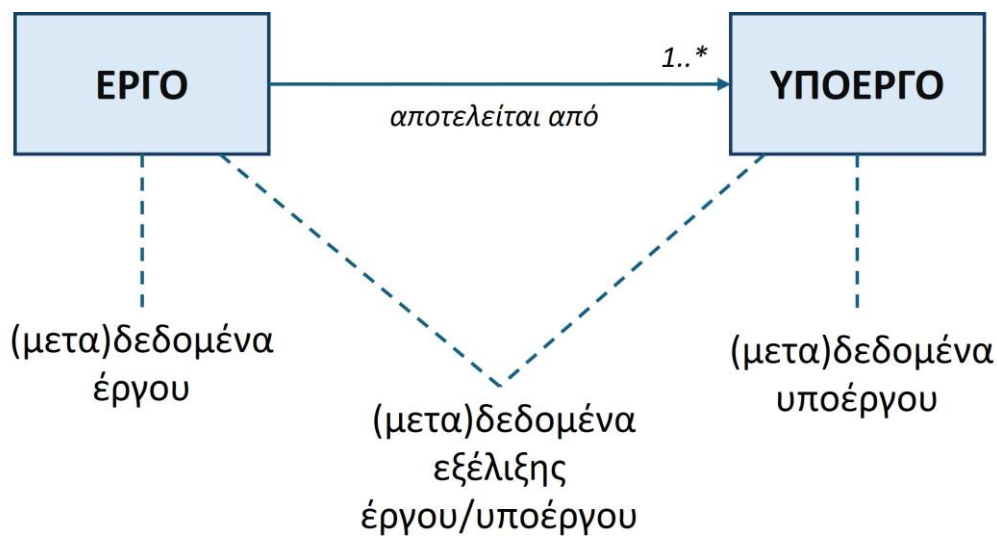 ΕΡΓΟ
1..*
αποτελείται από
ΥΠΟΕΡΓΟ
(μετα)δεδομένα
έργου
(μετα)δεδομένα
εξέλιξης
έργου/υποέργου
(μετα)δεδομένα
υποέργου